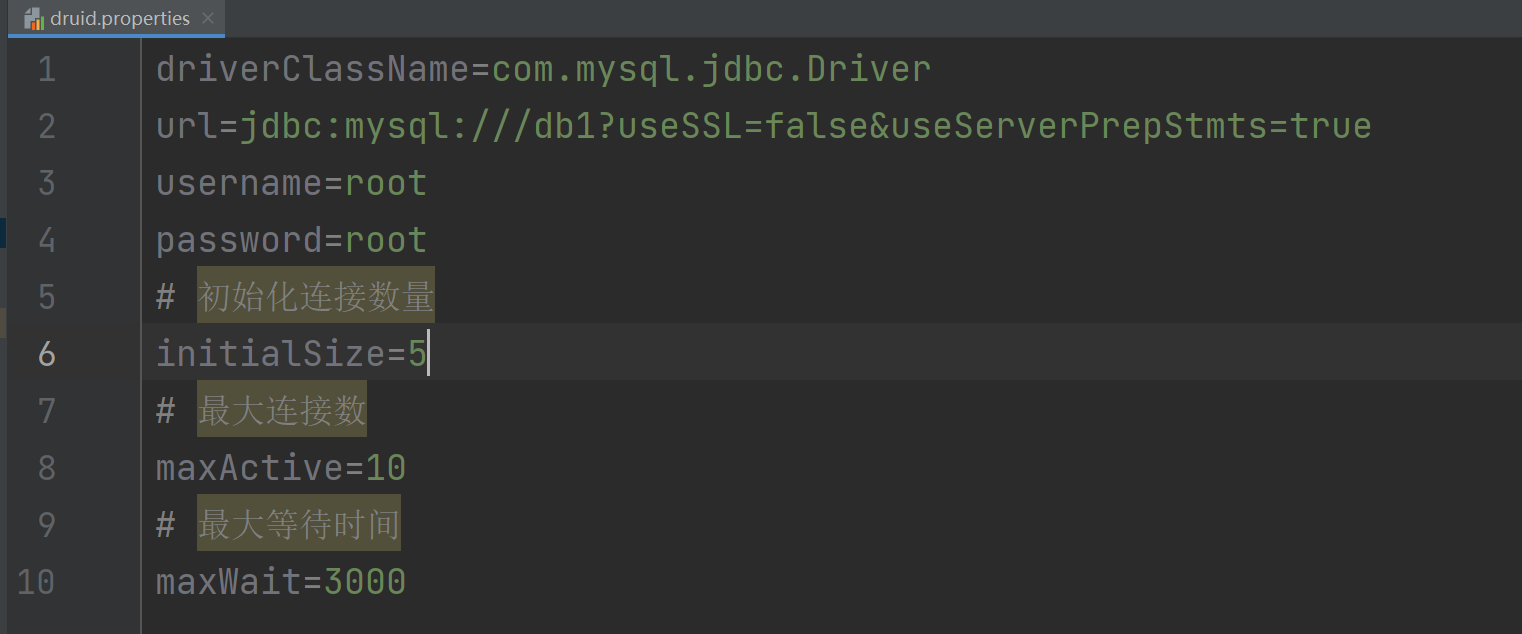 druid.properties
1 driverClassName=com.mysql.jdbc.Driver
2 url=jdbc:mysql:///db1?useSSL=false&useServerPrepStmts=true
3 username=root
4 password=root
5 # 初始化连接数量
6 initialSize=5
7 # 最大连接数
8 maxActive=10
9 # 最大等待时间
10 maxWait=3000